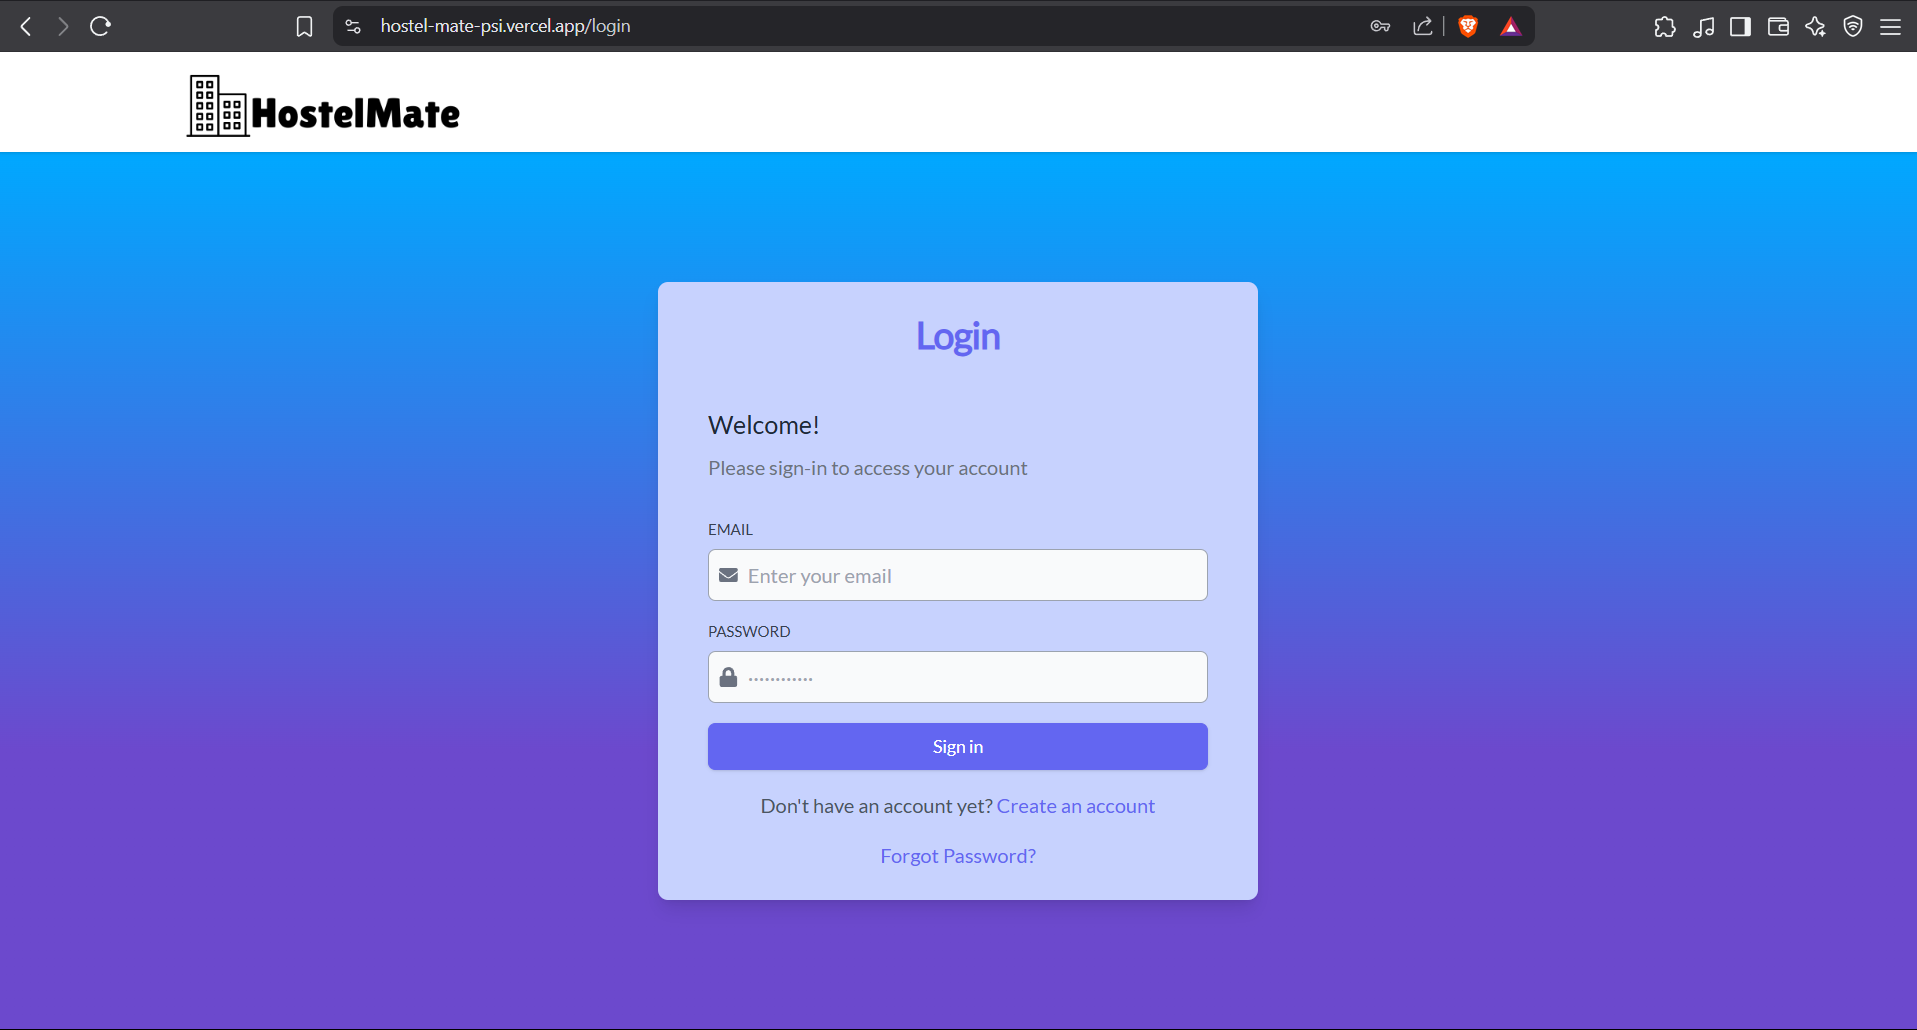 hostel-mate-psi.vercel.app/login
HostelMate
Login
Welcome!
Please sign-in to access your account
EMAIL
Enter your email
PASSWORD
············
Sign in
Don't have an account yet? Create an account
Forgot Password?